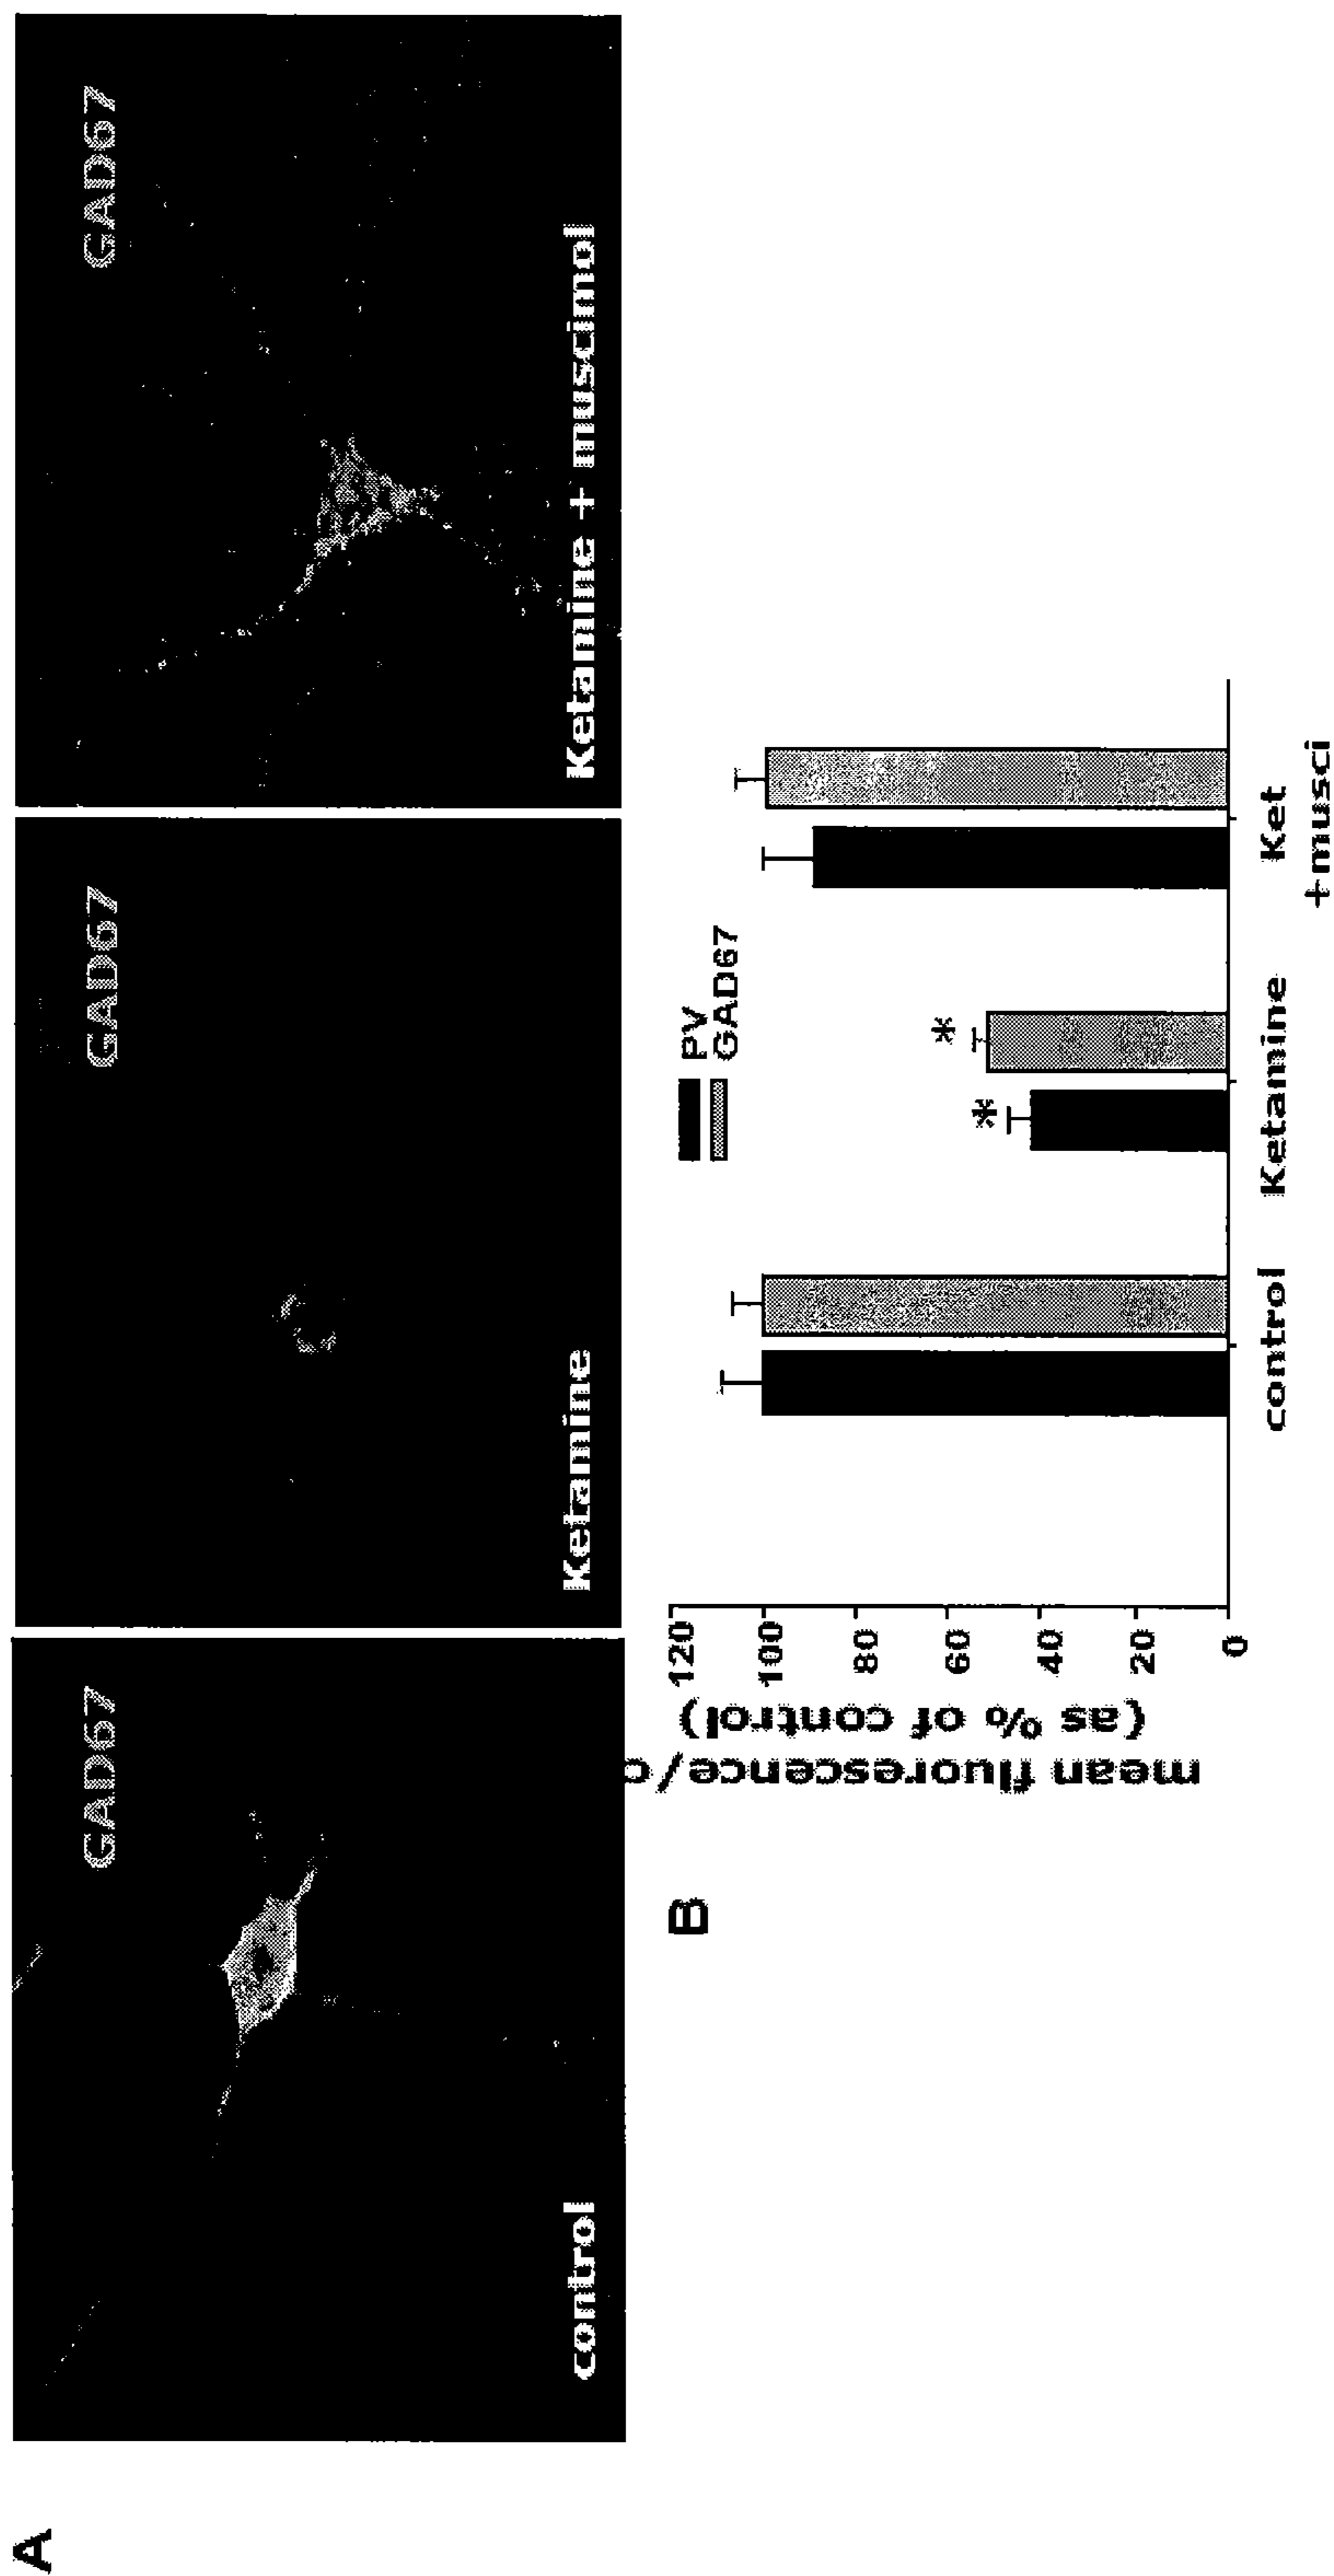 A
GAD67
control
GAD67
Ketamine
GAD67
Ketamine + muscimol
B
mean fluorescence/c
(as % of control)
120
100
80
60
40
20
0
PV
GAD67
*
*
control
Ketamine
Ket
+musci